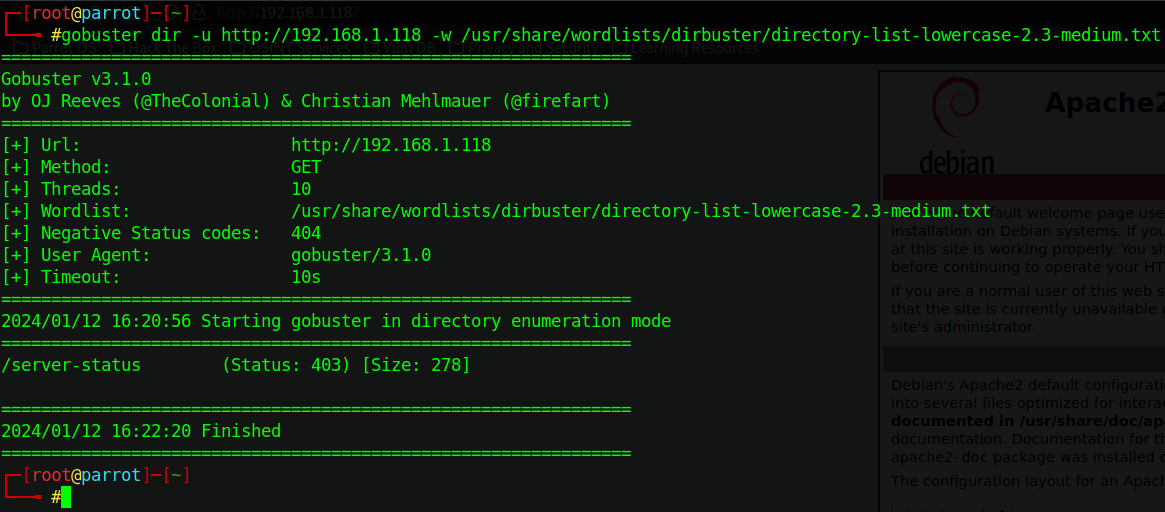 ┌─[root@parrot]─[~]
http://192.168.1.118/
└──╼ #gobuster dir -u http://192.168.1.118 -w /usr/share/wordlists/dirbuster/directory-list-lowercase-2.3-medium.txt
Hack The Box Privacy and Security Learning Resources
===============================================================
Gobuster v3.1.0
by OJ Reeves (@TheColonial) & Christian Mehlmauer (@firefart)
===============================================================
[+] Url: http://192.168.1.118
[+] Method: GET
[+] Threads: 10
[+] Wordlist: /usr/share/wordlists/dirbuster/directory-list-lowercase-2.3-medium.txt
[+] Negative Status codes: 404
[+] User Agent: gobuster/3.1.0
[+] Timeout: 10s
===============================================================
2024/01/12 16:20:56 Starting gobuster in directory enumeration mode
===============================================================
/server-status (Status: 403) [Size: 278]
===============================================================
2024/01/12 16:22:20 Finished
===============================================================
┌─[root@parrot]─[~]
└──╼ #
Apache2
debian
fault welcome page use
installation on Debian systems. If you
at this site is working properly. You sh
before continuing to operate your HT
If you are a normal user of this web s
that the site is currently unavailable
site's administrator.
Debian's Apache2 default configurati
into several files optimized for intera
documented in /usr/share/doc/ap
documentation. Documentation for th
apache2-doc package was installed o
The configuration layout for an Apach